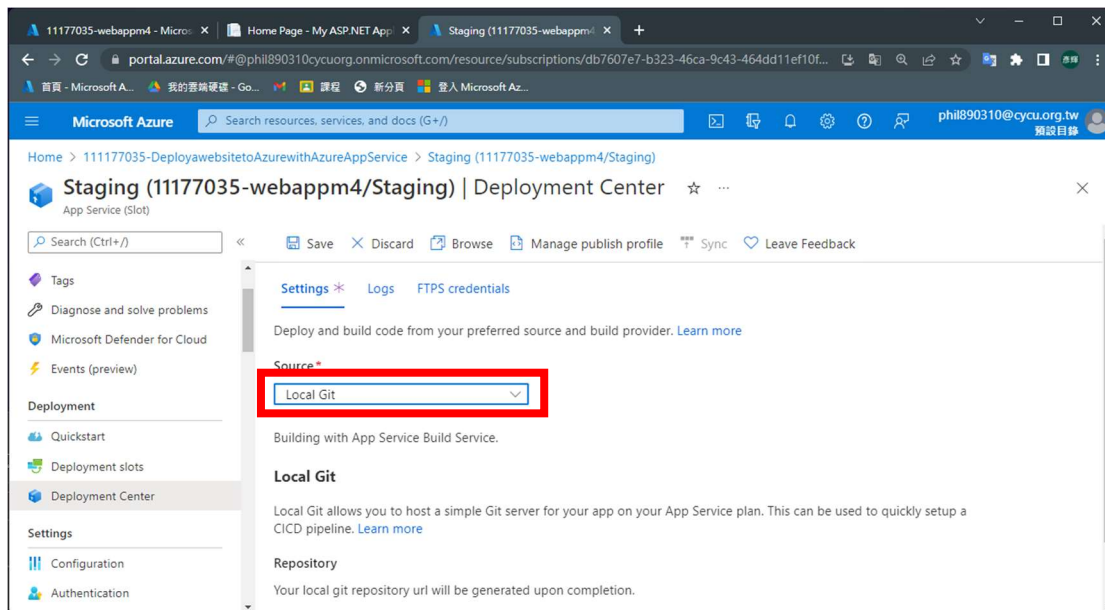 11177035-webappm4 - Micros
Home Page - My ASP.NET Appl
Staging (11177035-webappm4
portal.azure.com/#@phil890310cycuorg.onmicrosoft.com/resource/subscriptions/db7607e7-b323-46ca-9c43-464dd11ef10f...
首頁 - Microsoft A...
我的雲端硬碟 - Go...
課程
新分頁
登入 Microsoft Az...
Microsoft Azure
Search resources, services, and docs (G+/)
phil890310@cycu.org.tw
預設目錄
Home > 111177035-DeployawebsitetoAzurewithAzureAppService > Staging (11177035-webappm4/Staging)
Staging (11177035-webappm4/Staging) | Deployment Center
App Service (Slot)
Search (Ctrl+/)
Save Discard Browse Manage publish profile Sync Leave Feedback
Tags
Diagnose and solve problems
Microsoft Defender for Cloud
Events (preview)
Deployment
Quickstart
Deployment slots
Deployment Center
Settings
Configuration
Authentication
Settings * Logs FTPS credentials
Deploy and build code from your preferred source and build provider. Learn more
Source *
Local Git
Building with App Service Build Service.
Local Git
Local Git allows you to host a simple Git server for your app on your App Service plan. This can be used to quickly setup a
CICD pipeline. Learn more
Repository
Your local git repository url will be generated upon completion.